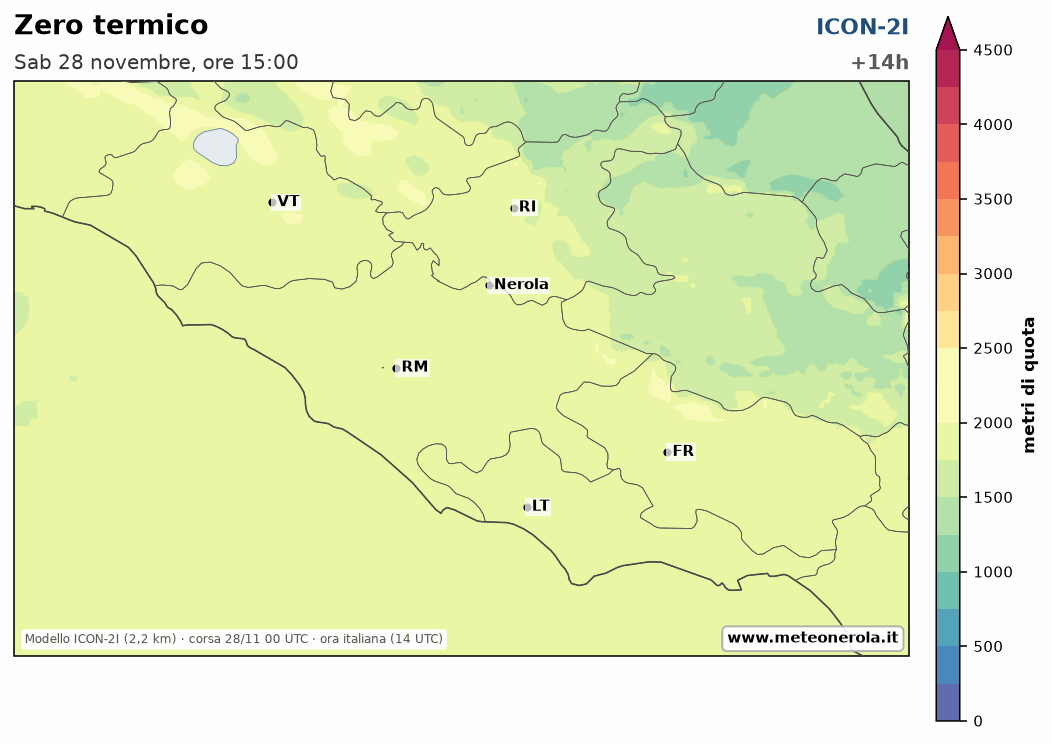 Zero termico
ICON-2I
Sab 28 novembre, ore 15:00
+14h
4500
4000
3500
3000
2500
2000
1500
1000
500
0
metri di quota
VT
RI
Nerola
RM
FR
LT
Modello ICON-2I (2,2 km) · corsa 28/11 00 UTC · ora italiana (14 UTC)
www.meteonerola.it